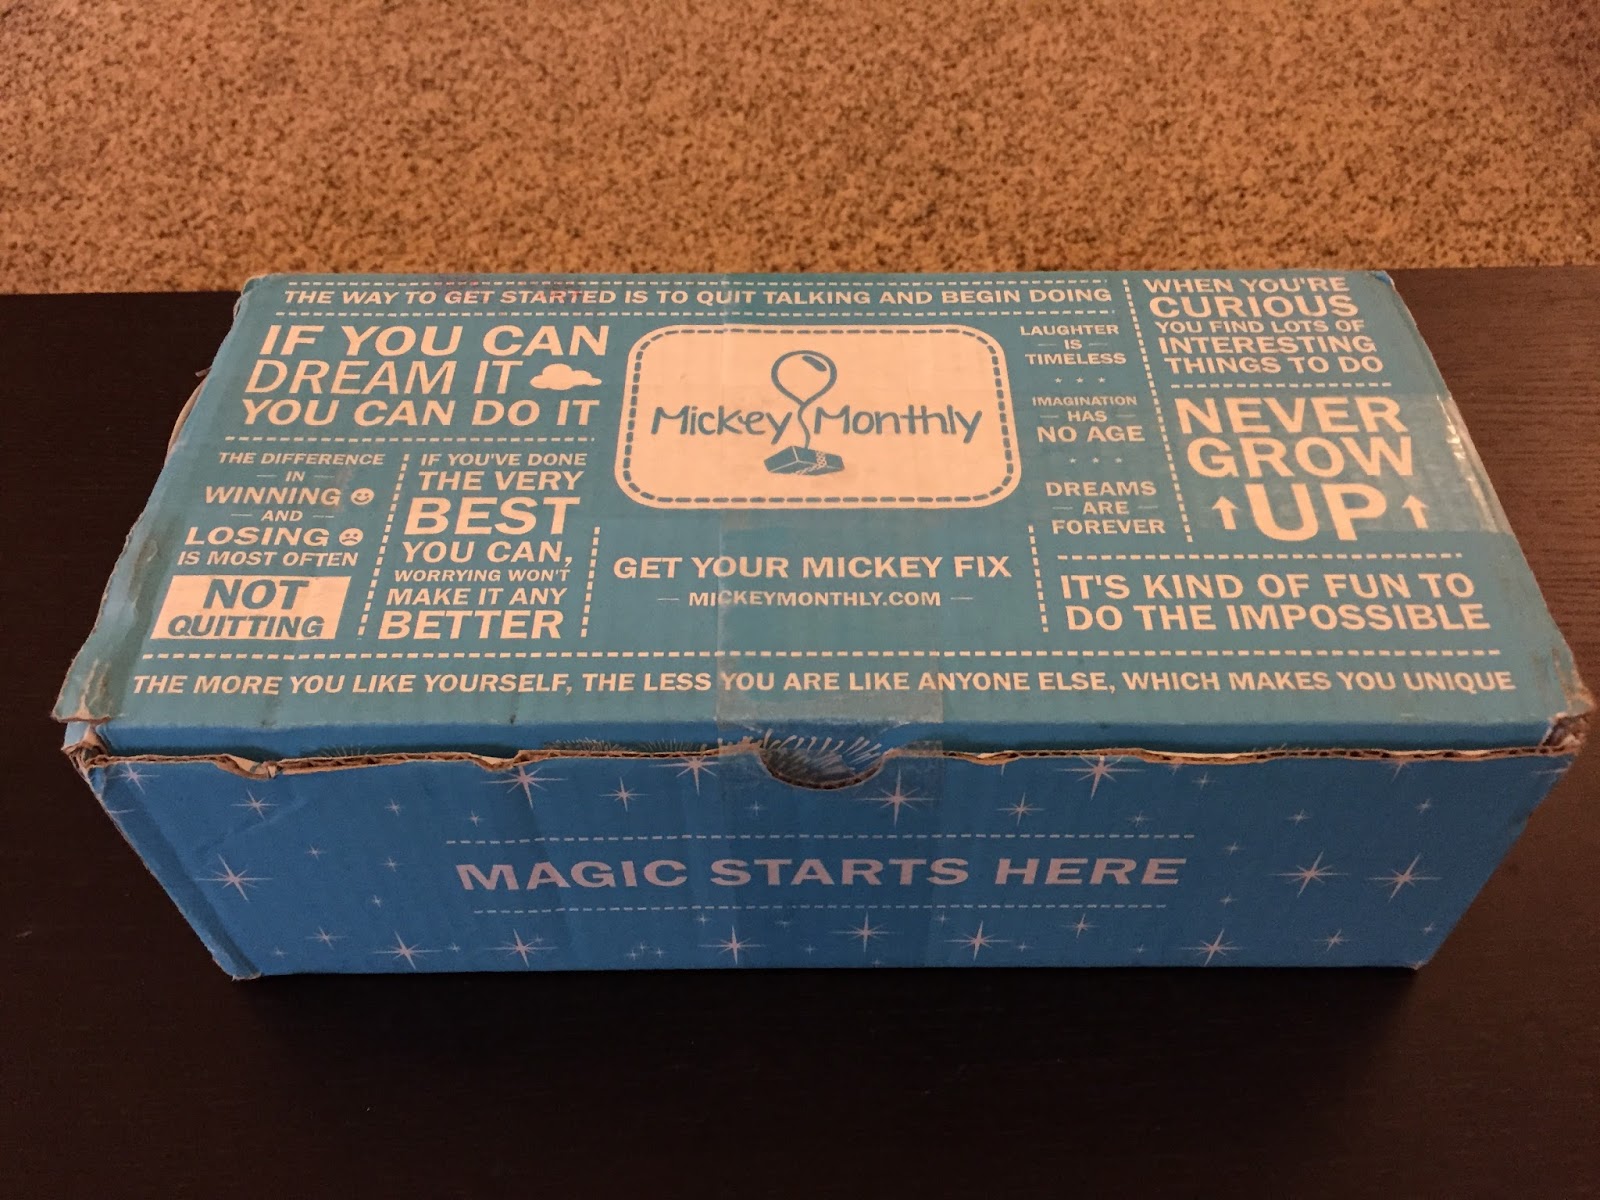 THE WAY TO GET STARTED IS TO QUIT TALKING AND BEGIN DOING
IF YOU CAN
DREAM IT
YOU CAN DO IT
THE DIFFERENCE
IN
WINNING
AND
LOSING
IS MOST OFTEN
NOT
QUITTING
IF YOU'VE DONE
THE VERY
BEST
YOU CAN,
WORRYING WON'T
MAKE IT ANY
BETTER
Mickey Monthly
GET YOUR MICKEY FIX
MICKEYMONTHLY.COM
LAUGHTER
IS
TIMELESS
IMAGINATION
HAS
NO AGE
DREAMS
ARE
FOREVER
WHEN YOU'RE
CURIOUS
YOU FIND LOTS OF
INTERESTING
THINGS TO DO
NEVER
GROW
UP
IT'S KIND OF FUN TO
DO THE IMPOSSIBLE
THE MORE YOU LIKE YOURSELF, THE LESS YOU ARE LIKE ANYONE ELSE, WHICH MAKES YOU UNIQUE
MAGIC STARTS HERE